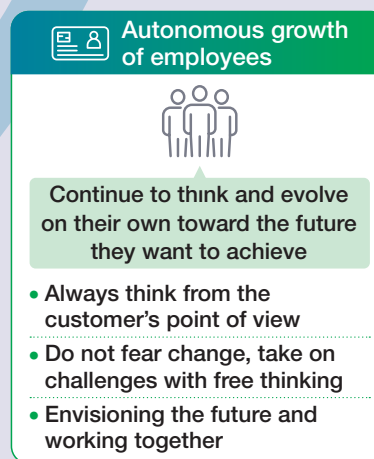 Autonomous growth
of employees
Continue to think and evolve
on their own toward the future
they want to achieve
• Always think from the
customer's point of view
• Do not fear change, take on
challenges with free thinking
• Envisioning the future and
working together